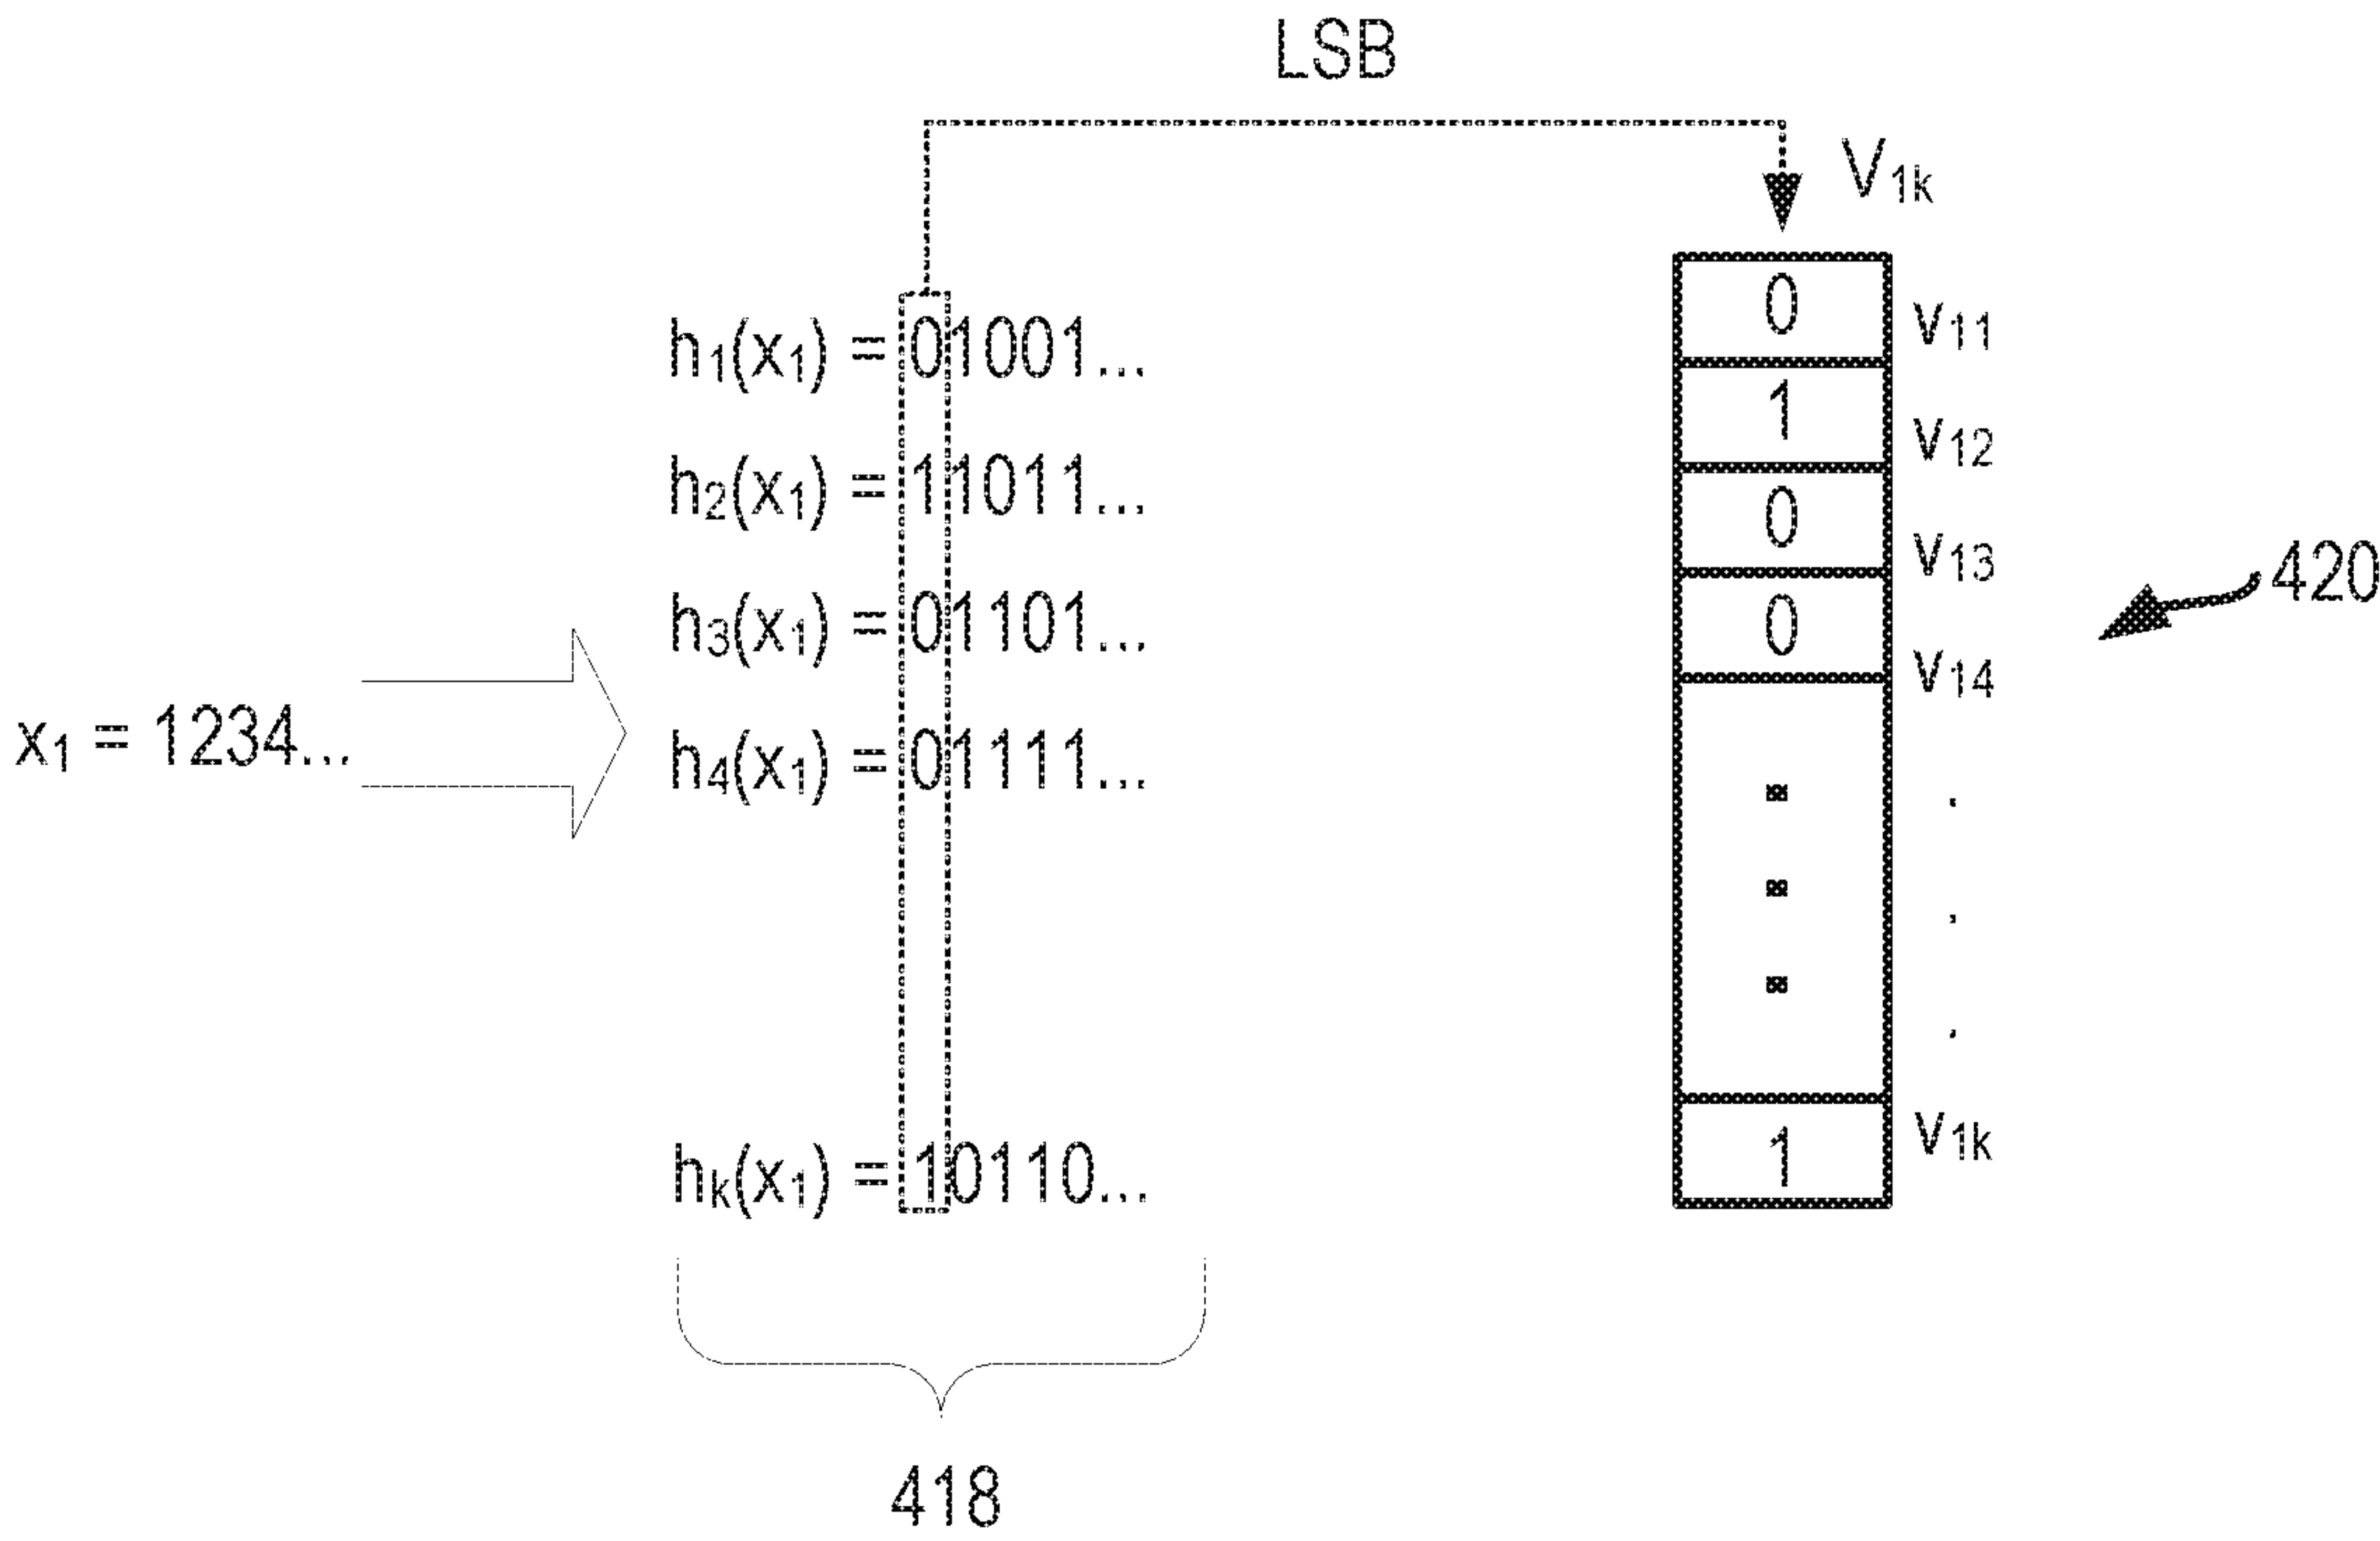 LSB
V1k
h1(x1) = 01001...
h2(x1) = 11011...
h3(x1) = 01101...
h4(x1) = 01111...
hk(x1) = 10110...
x1 = 1234...
418
0
1
0
0
1
v11
v12
v13
v14
v1k
420